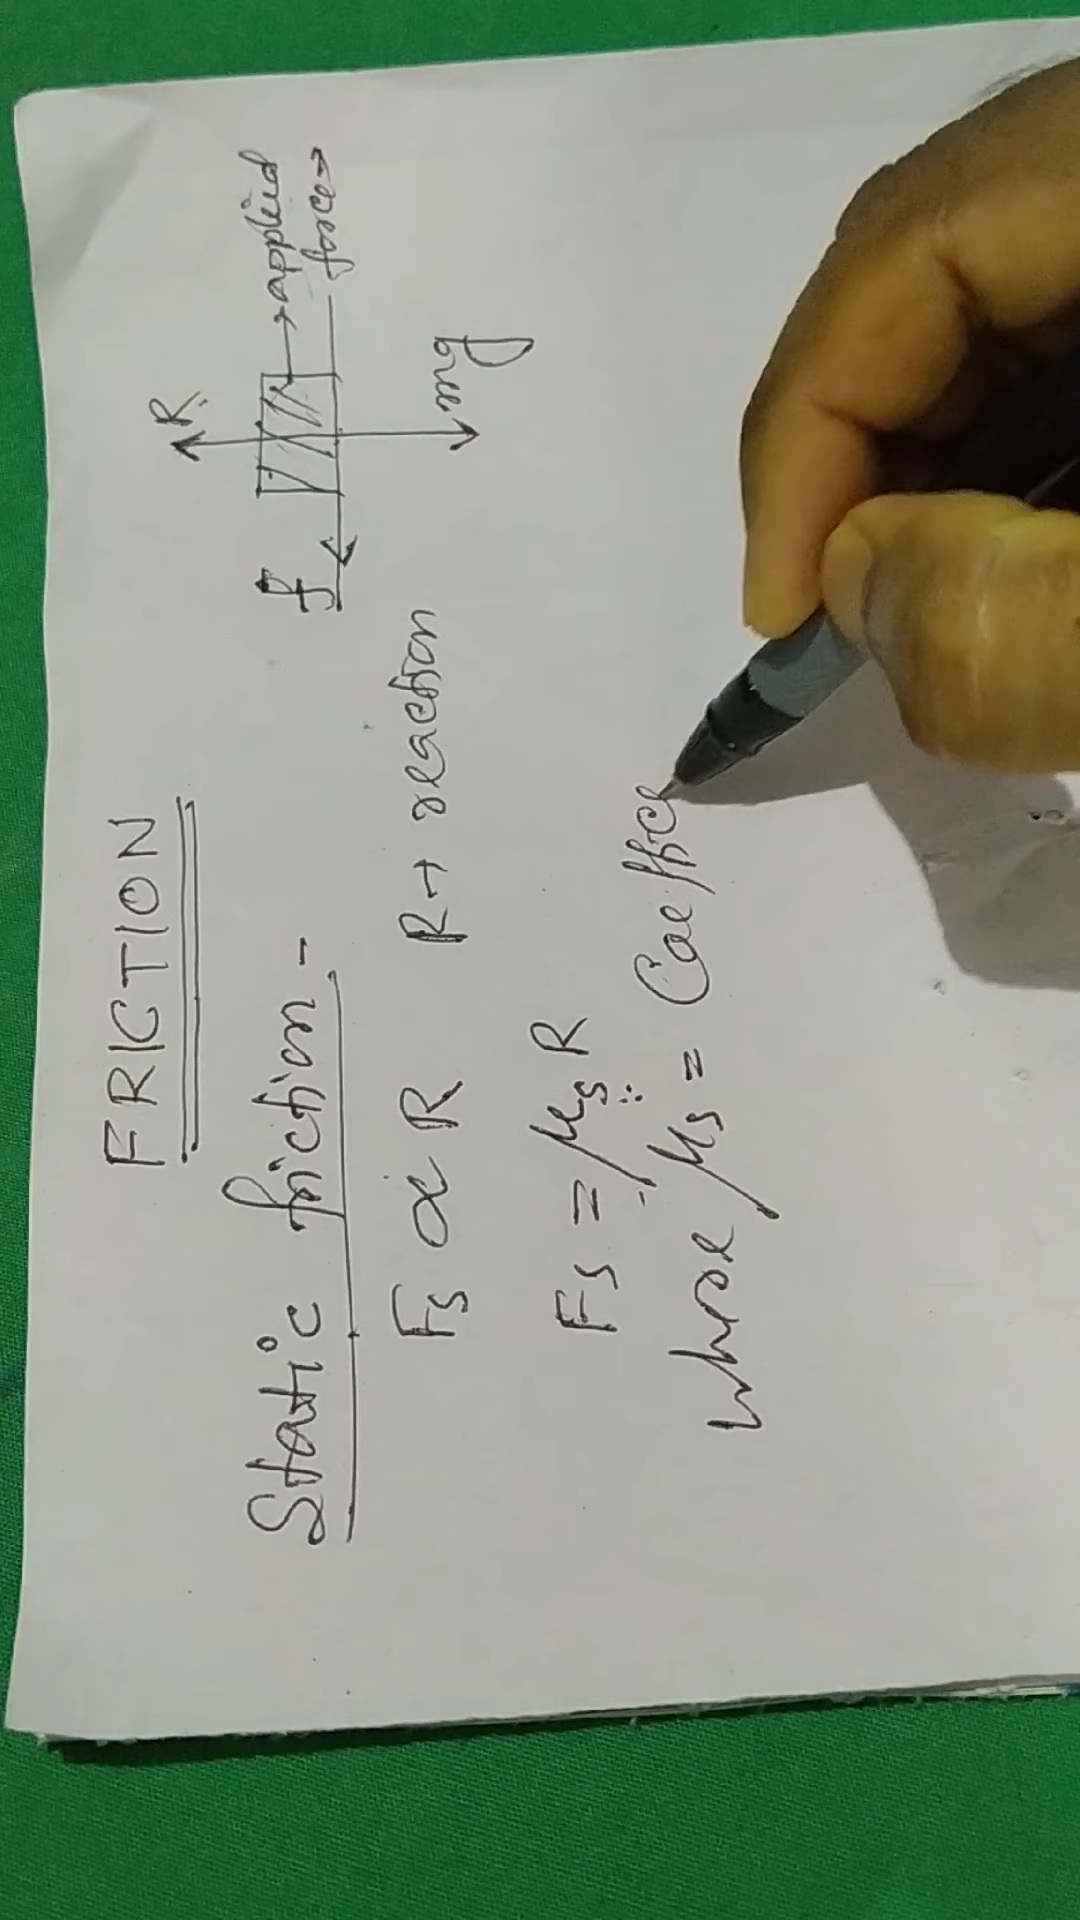 FRICTION
Static friction -
R
applied
force
f
mg
Fs ∝ R R → reaction
Fs = μs R
where μs = Coeffice